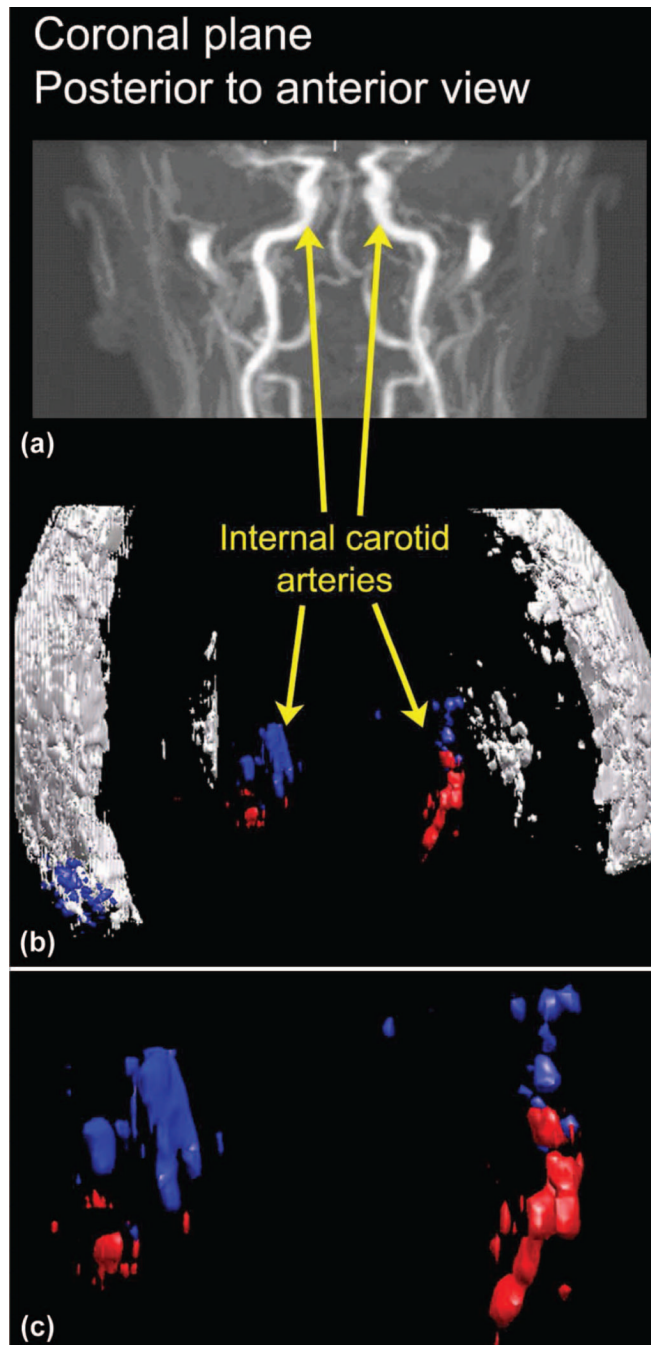 Coronal plane
Posterior to anterior view
(a)
Internal carotid
arteries
(b)
(c)